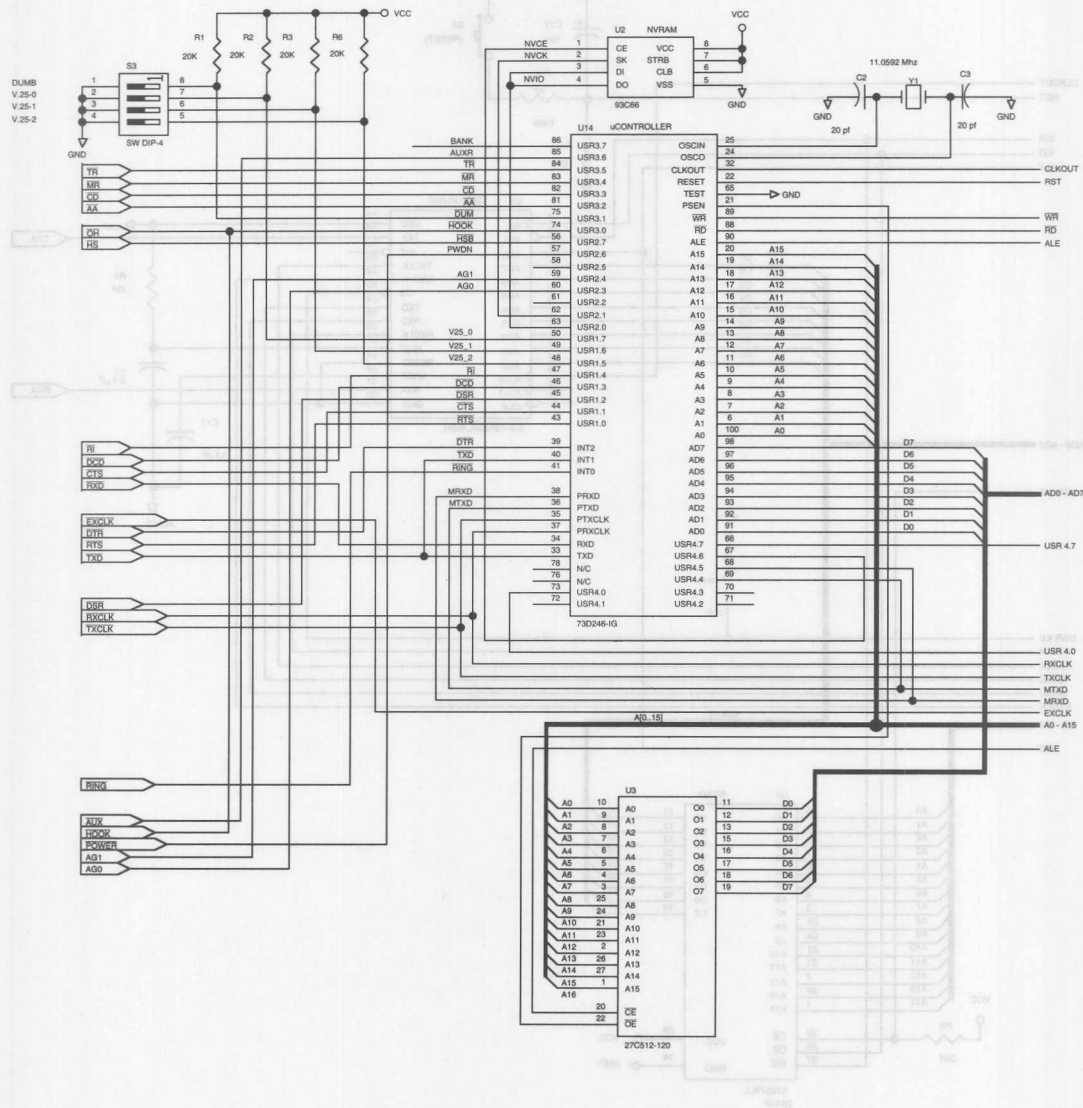 VCC
R1 R2 R3 R6
20K 20K 20K 20K
S3
DUMB 1 8
V.25-0 2 7
V.25-1 3 6
V.25-2 4 5
GND
SW DIP-4
VCC
U2 NVRAM
NVCE 1 CE VCC 8
NVCK 2 SK STRB 7
3 DI CLB 6
NVIO 4 DO VSS 5
93C66
GND
11.0592 Mhz
C2 Y1 C3
GND GND
20 pf 20 pf
U14 uCONTROLLER
BANK 86 USR3.7
AUXR 85 USR3.6
TR 84 USR3.5
MR 83 USR3.4
CD 82 USR3.3
AA 81 USR3.2
DUM 75 USR3.1
HOOK 74 USR3.0
HSB 56 USR2.7
PWDN 57 USR2.6
58 USR2.5
AG1 59 USR2.4
AG0 60 USR2.3
61 USR2.2
62 USR2.1
63 USR2.0
V25_0 50 USR1.7
V25_1 49 USR1.6
V25_2 48 USR1.5
RI 47 USR1.4
DCD 46 USR1.3
DSR 45 USR1.2
CTS 44 USR1.1
RTS 43 USR1.0
DTR 39 INT2
TXD 40 INT1
RING 41 INT0
MRXD 38 PRXD
MTXD 36 PTXD
35 PTXCLK
37 PRXCLK
34 RXD
33 TXD
78 N/C
76 N/C
73 USR4.0
72 USR4.1
73D246-IG
OSCIN 25
OSCO 24
CLKOUT 32 CLKOUT
RESET 22 RST
TEST 65 GND
PSEN 21
WR 89 WR
RD 88 RD
ALE 90 ALE
A15 20 A15
A14 19 A14
A13 18 A13
A12 17 A12
A11 16 A11
A10 15 A10
A9 14 A9
A8 13 A8
A7 12 A7
A6 11 A6
A5 10 A5
A4 9 A4
A3 8 A3
A2 7 A2
A1 6 A1
A0 100 A0
AD7 98 D7
AD6 97 D6
AD5 96 D5
AD4 95 D4
AD3 94 D3
AD2 93 D2
AD1 92 D1
AD0 91 D0
AD0 - AD7
USR4.7 66 USR 4.7
USR4.6 67
USR4.5 68
USR4.4 69
USR4.3 70
USR4.2 71
TR
MR
CD
AA
OH
HS
RI
DCD
CTS
RXD
EXCLK
DTR
RTS
TXD
DSR
RXCLK
TXCLK
RING
AUX
HOOK
POWER
AG1
AG0
USR 4.0
RXCLK
TXCLK
MTXD
MRXD
EXCLK
A[0..15]
A0 - A15
ALE
U3
A0 10 A0 O0 11 D0
A1 9 A1 O1 12 D1
A2 8 A2 O2 13 D2
A3 7 A3 O3 15 D3
A4 6 A4 O4 16 D4
A5 5 A5 O5 17 D5
A6 4 A6 O6 18 D6
A7 3 A7 O7 19 D7
A8 25 A8
A9 24 A9
A10 21 A10
A11 23 A11
A12 2 A12
A13 26 A13
A14 27 A14
A15 1 A15
A16
20 CE
22 OE
27C512-120